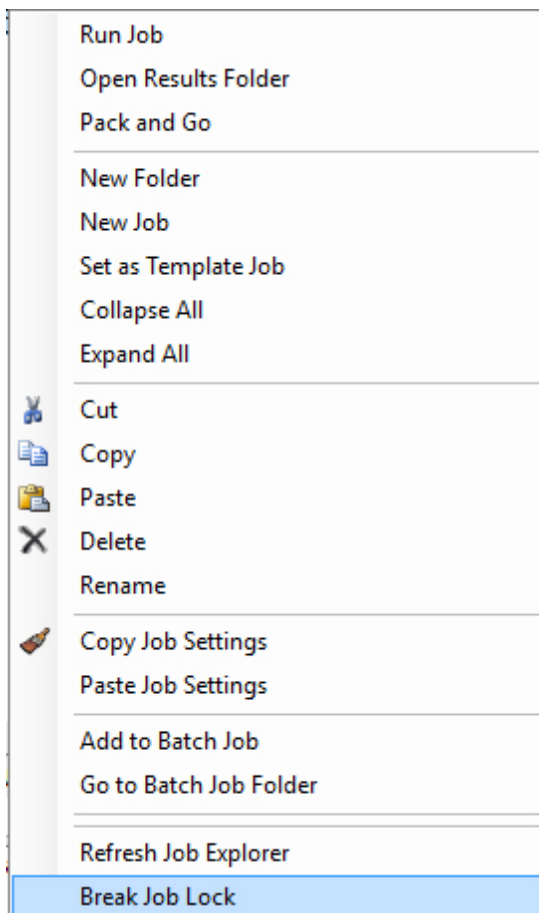 Run Job
Open Results Folder
Pack and Go
New Folder
New Job
Set as Template Job
Collapse All
Expand All
Cut
Copy
Paste
Delete
Rename
Copy Job Settings
Paste Job Settings
Add to Batch Job
Go to Batch Job Folder
Refresh Job Explorer
Break Job Lock